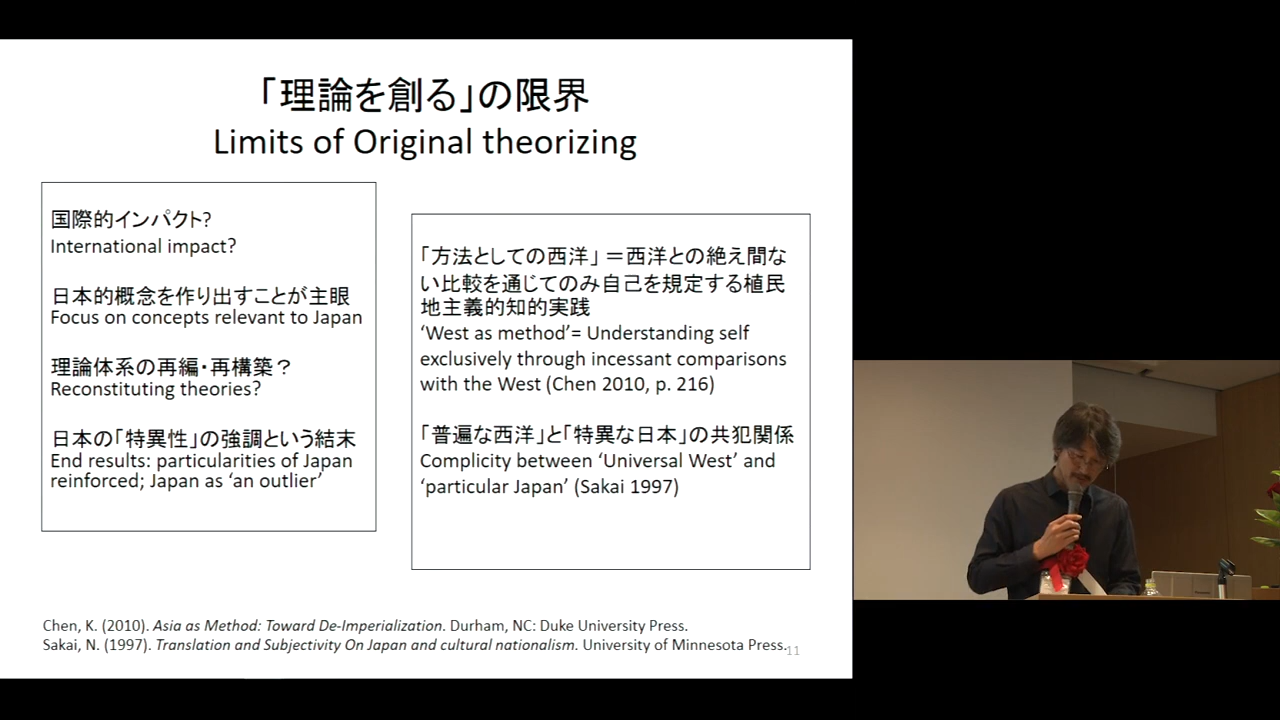 「理論を創る」の限界
Limits of Original theorizing
国際的インパクト?
International impact?
日本的概念を作り出すことが主眼
Focus on concepts relevant to Japan
理論体系の再編・再構築？
Reconstituting theories?
日本の「特異性」の強調という結末
End results: particularities of Japan
reinforced; Japan as ‘an outlier’
「方法としての西洋」＝西洋との絶え間な
い比較を通じてのみ自己を規定する植民
地主義的知的実践
‘West as method’= Understanding self
exclusively through incessant comparisons
with the West (Chen 2010, p. 216)
「普遍な西洋」と「特異な日本」の共犯関係
Complicity between ‘Universal West’ and
‘particular Japan’ (Sakai 1997)
Chen, K. (2010). Asia as Method: Toward De-Imperialization. Durham, NC: Duke University Press.
Sakai, N. (1997). Translation and Subjectivity On Japan and cultural nationalism. University of Minnesota Press.
11